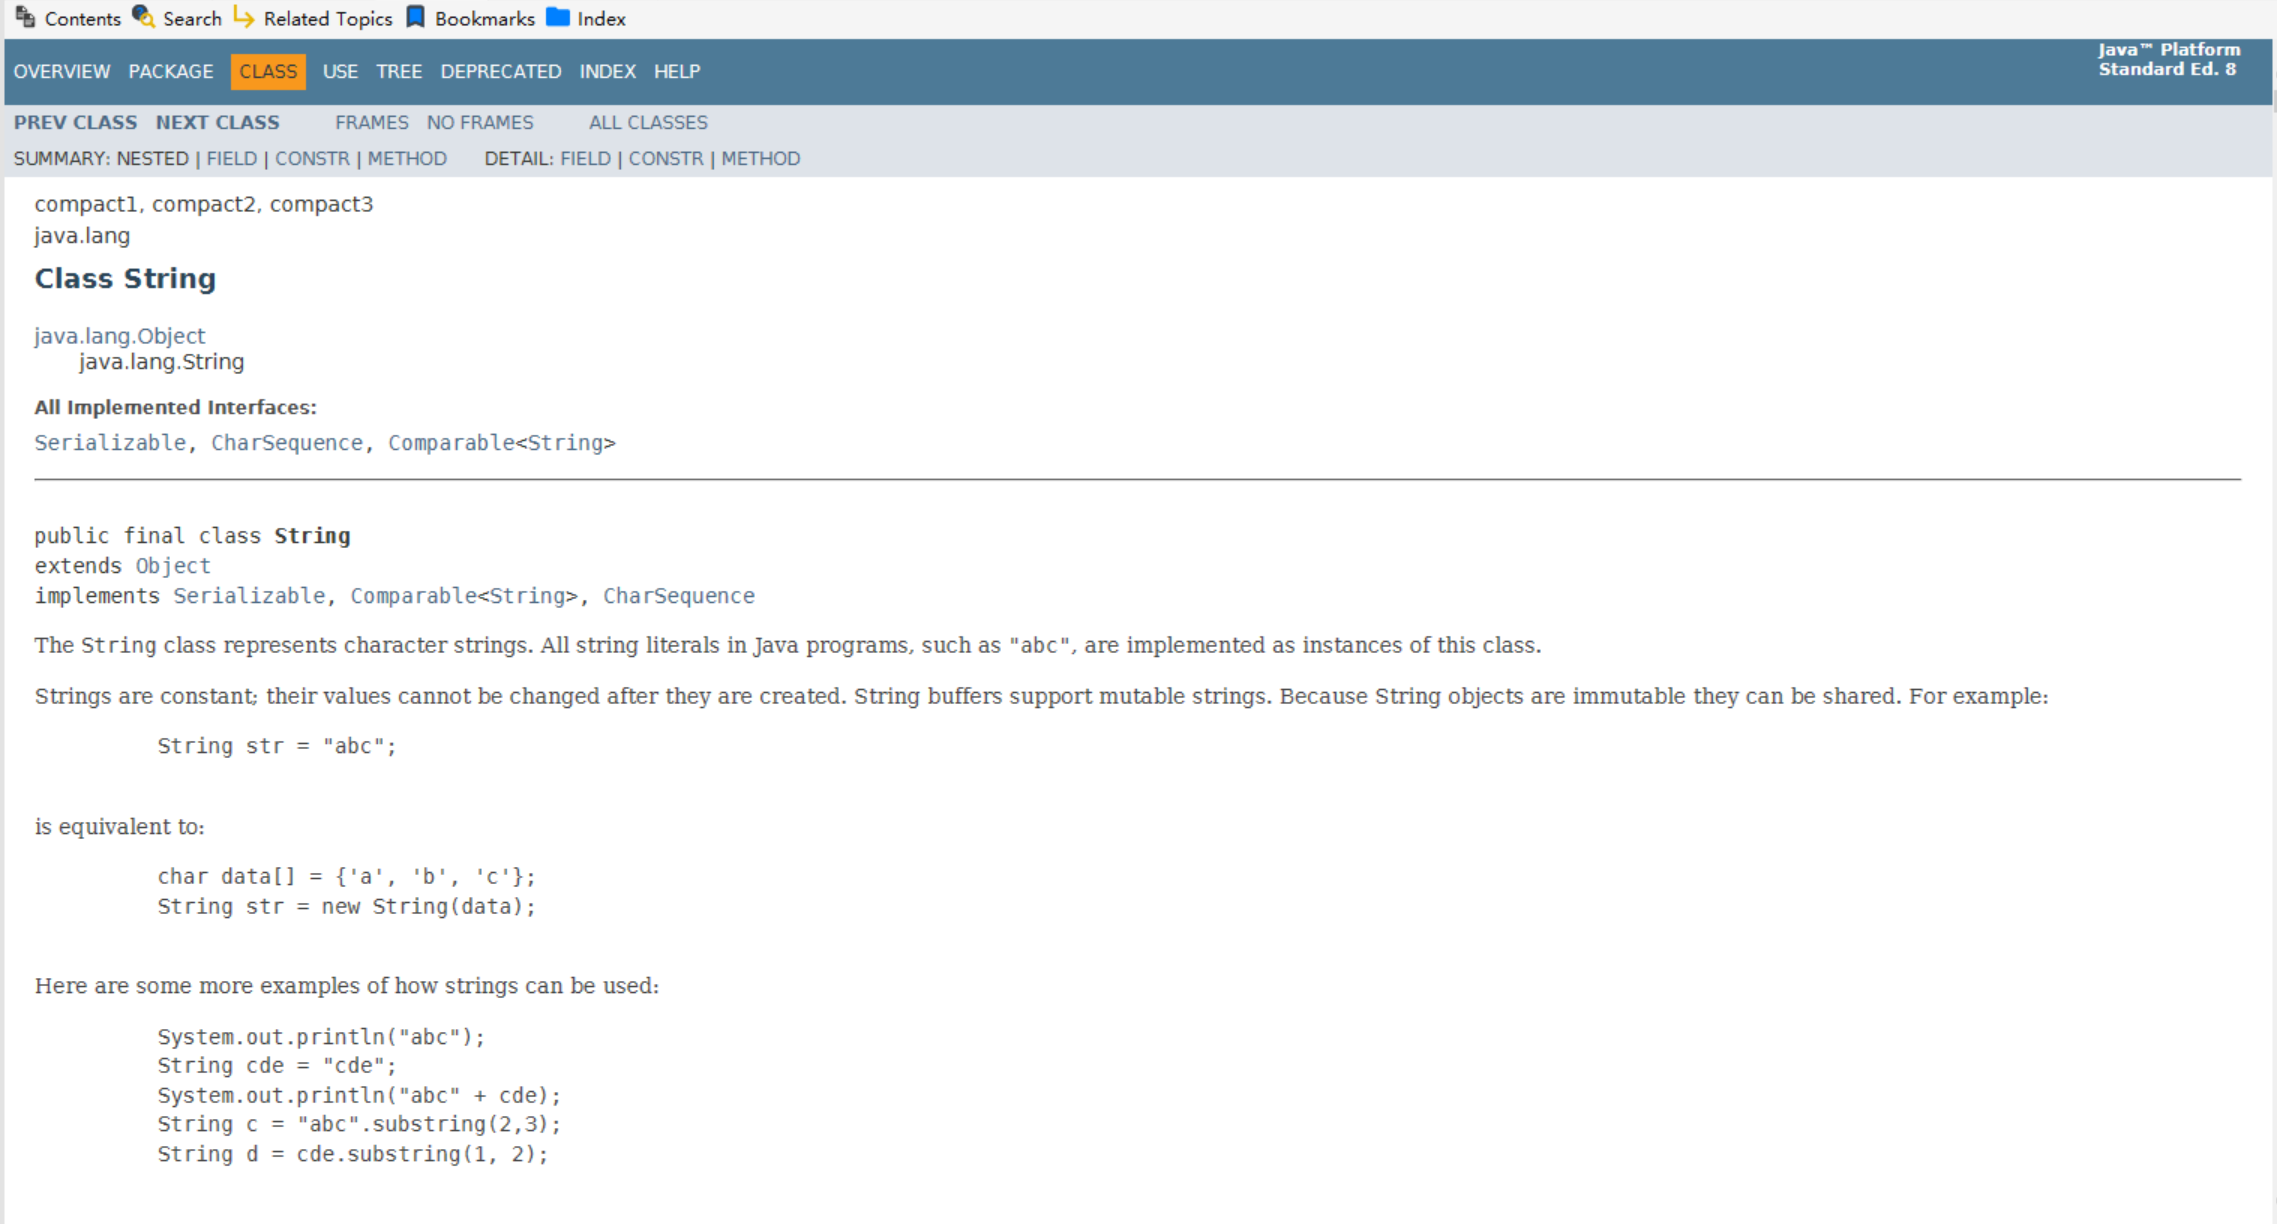 Contents Search Related Topics Bookmarks Index
Java™ Platform
Standard Ed. 8
OVERVIEW PACKAGE CLASS USE TREE DEPRECATED INDEX HELP
PREV CLASS NEXT CLASS FRAMES NO FRAMES ALL CLASSES
SUMMARY: NESTED | FIELD | CONSTR | METHOD DETAIL: FIELD | CONSTR | METHOD
compact1, compact2, compact3
java.lang
Class String
java.lang.Object
java.lang.String
All Implemented Interfaces:
Serializable, CharSequence, Comparable<String>
public final class String
extends Object
implements Serializable, Comparable<String>, CharSequence
The String class represents character strings. All string literals in Java programs, such as "abc", are implemented as instances of this class.
Strings are constant; their values cannot be changed after they are created. String buffers support mutable strings. Because String objects are immutable they can be shared. For example:
String str = "abc";
is equivalent to:
char data[] = {'a', 'b', 'c'};
String str = new String(data);
Here are some more examples of how strings can be used:
System.out.println("abc");
String cde = "cde";
System.out.println("abc" + cde);
String c = "abc".substring(2,3);
String d = cde.substring(1, 2);